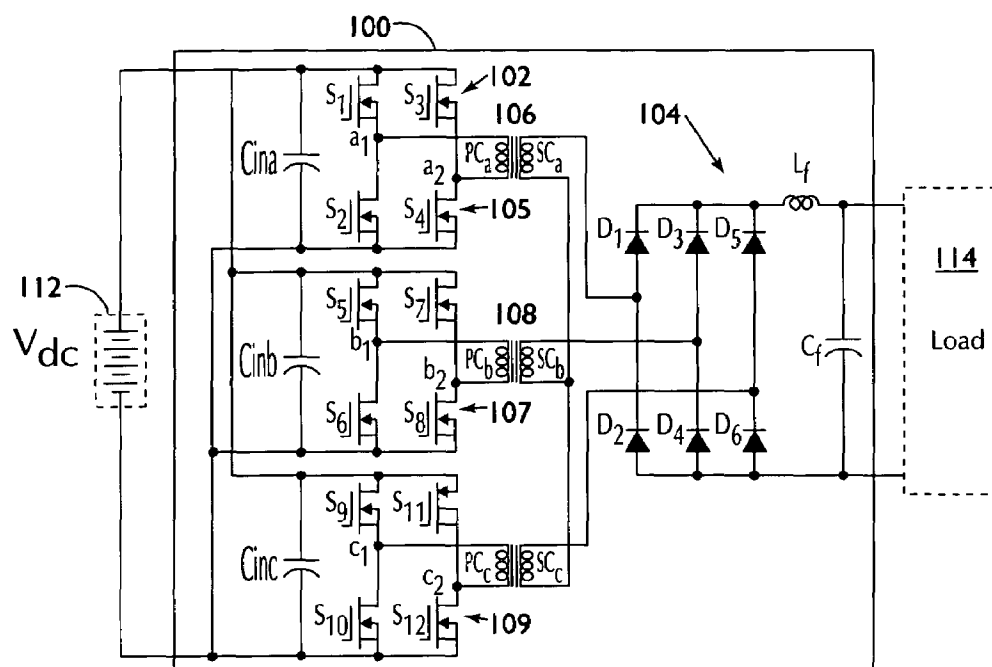 100
S1
S3
102
106
104
a1
PCa
SCa
Cina
a2
Lf
S2
S4
105
D1
D3
D5
114
112
S5
S7
108
Vdc
b1
PCb
SCb
Cf
Load
Cinb
b2
S6
S8
107
D2
D4
D6
S9
S11
c1
PCc
SCc
Cinc
c2
S10
S12
109